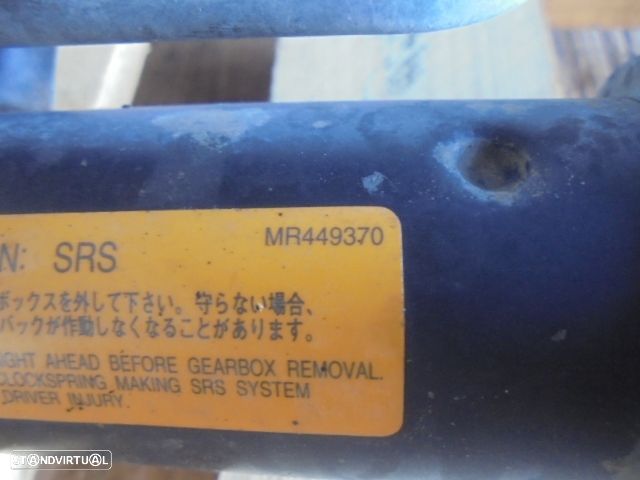 MR449370
N: SRS
ボックスを外して下さい。守らない場合、
バックが作動しなくなることがあります。
IGHT AHEAD BEFORE GEARBOX REMOVAL.
CLOCKSPRING MAKING SRS SYSTEM
DRIVER INJURY.
STANDVIRTUAL